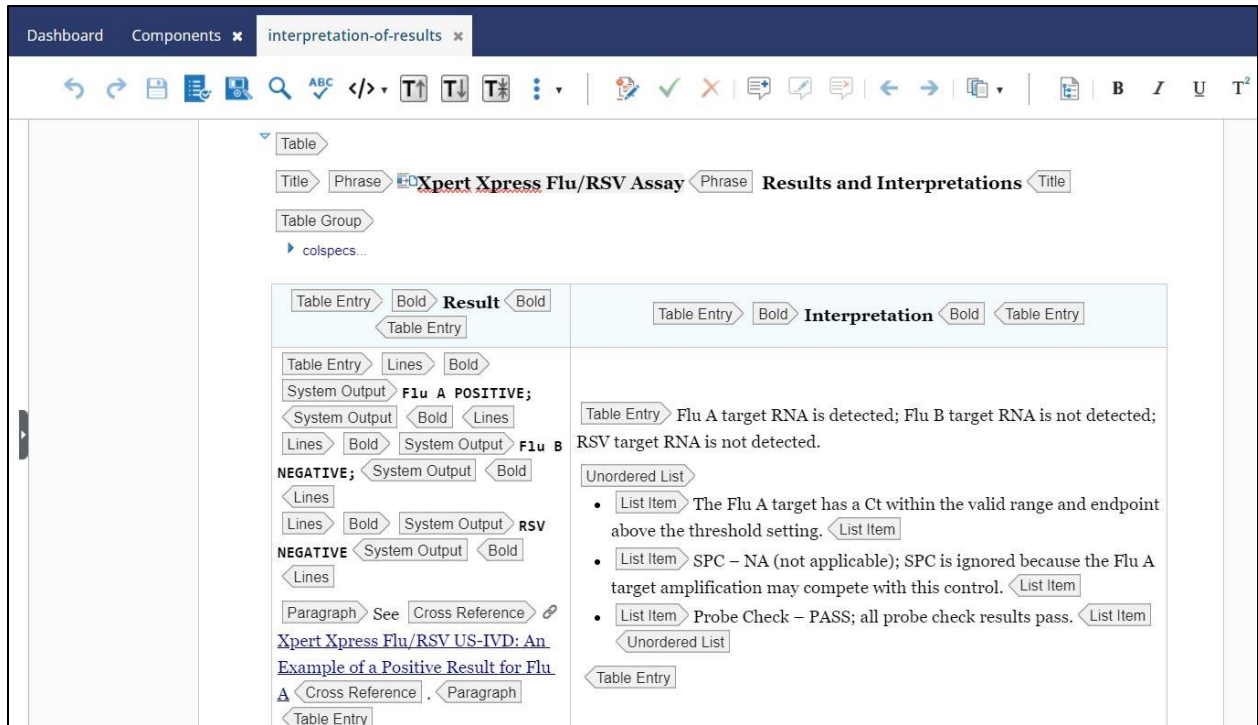 Dashboard Components × interpretation-of-results ×
ABC </> T↑ T↓ T B I U T²
Table
Title Phrase Xpert Xpress Flu/RSV Assay Phrase Results and Interpretations Title
Table Group
colspecs...
Table Entry Bold Result Bold
Table Entry
Table Entry Bold Interpretation Bold Table Entry
Table Entry Lines Bold
System Output Flu A POSITIVE;
System Output Bold Lines
Lines Bold System Output Flu B
NEGATIVE; System Output Bold
Lines
Lines Bold System Output RSV
NEGATIVE System Output Bold
Lines
Paragraph See Cross Reference
Xpert Xpress Flu/RSV US-IVD: An
Example of a Positive Result for Flu
A Cross Reference . Paragraph
Table Entry
Table Entry Flu A target RNA is detected; Flu B target RNA is not detected;
RSV target RNA is not detected.
Unordered List
• List Item The Flu A target has a Ct within the valid range and endpoint
above the threshold setting. List Item
• List Item SPC – NA (not applicable); SPC is ignored because the Flu A
target amplification may compete with this control. List Item
• List Item Probe Check – PASS; all probe check results pass. List Item
Unordered List
Table Entry